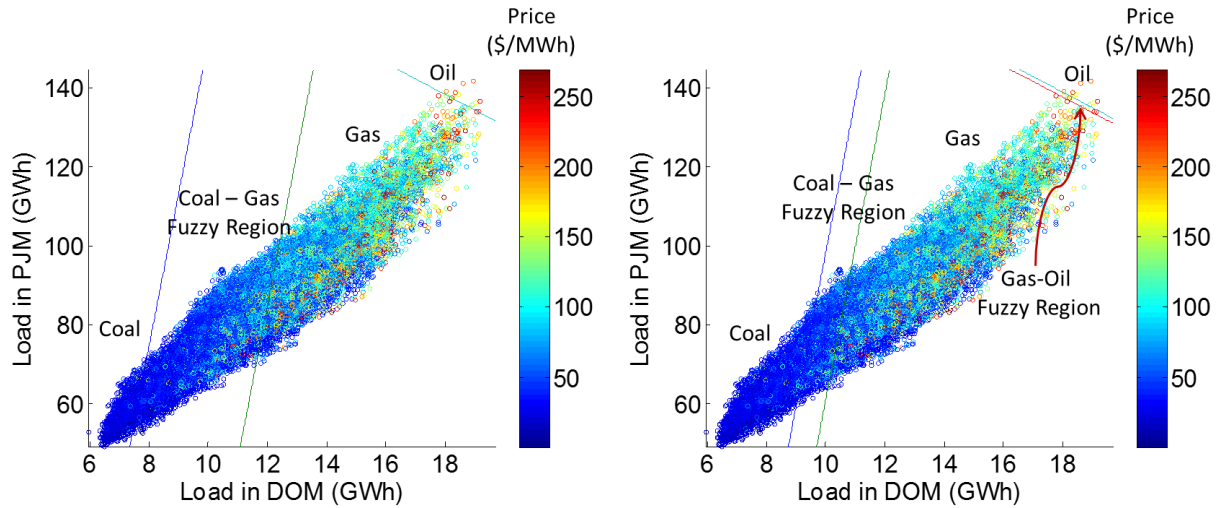 Price
($/MWh)
140
120
100
80
60
Load in PJM (GWh)
6
8
10
12
14
16
18
Load in DOM (GWh)
Oil
Gas
Coal – Gas
Fuzzy Region
Coal
250
200
150
100
50
Price
($/MWh)
140
120
100
80
60
Load in PJM (GWh)
6
8
10
12
14
16
18
Load in DOM (GWh)
Oil
Gas
Coal – Gas
Fuzzy Region
Gas-Oil
Fuzzy Region
Coal
250
200
150
100
50